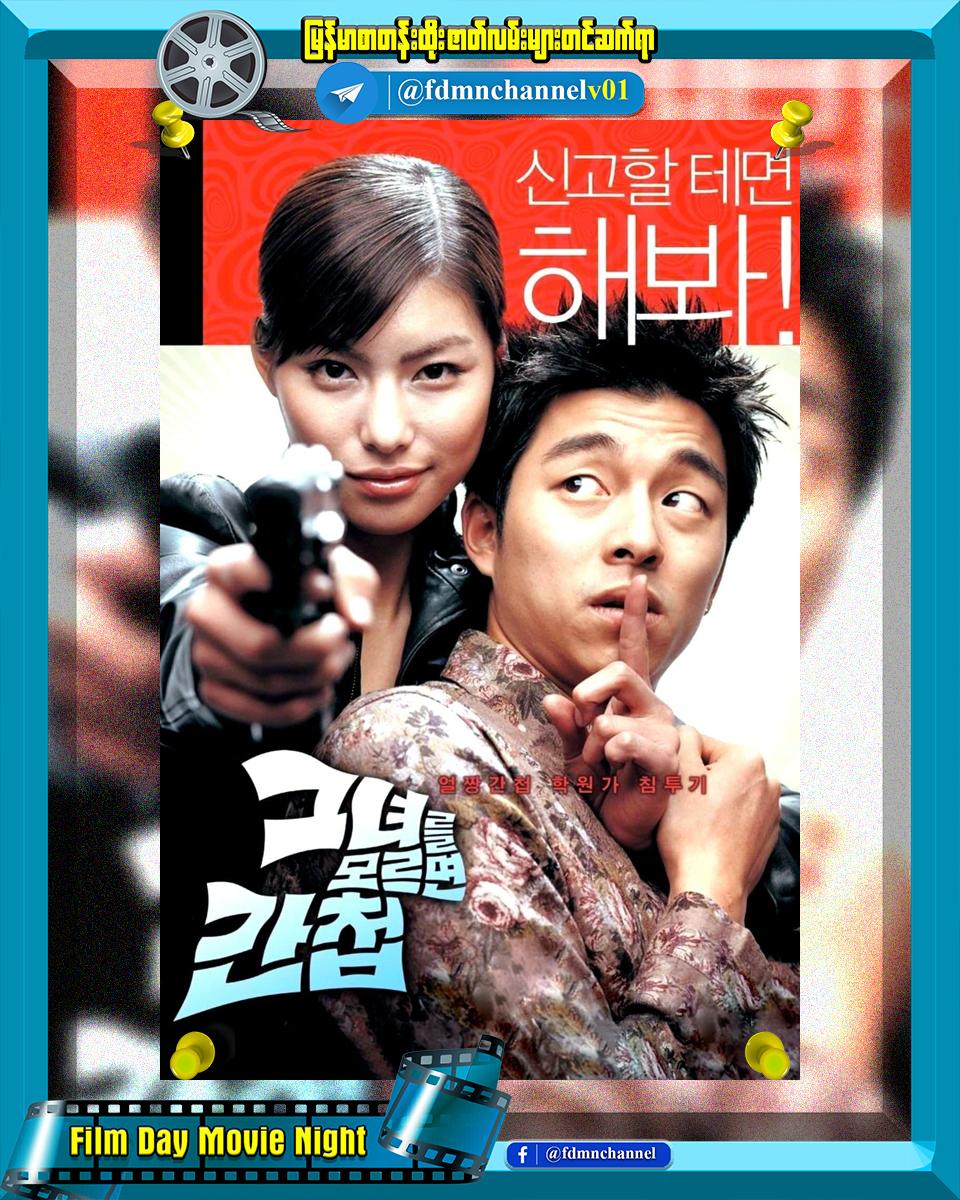 မြန်မာစာတန်းထိုးဇာတ်လမ်းများတင်ဆက်ရာ
@fdmnchannelv01
신고할 테면
해봐!
얼짱간첩 학원가 침투기
그녀를
모르면
간첩
Film Day Movie Night
@fdmnchannel